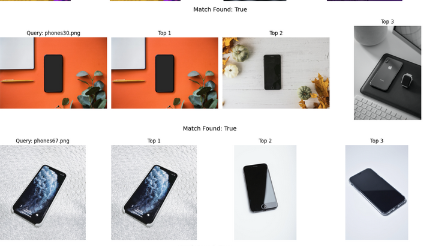 Match Found: True
Top 3
Query: phones30.png
Top 1
Top 2
Match Found: True
Query: phones67.png
Top 1
Top 2
Top 3